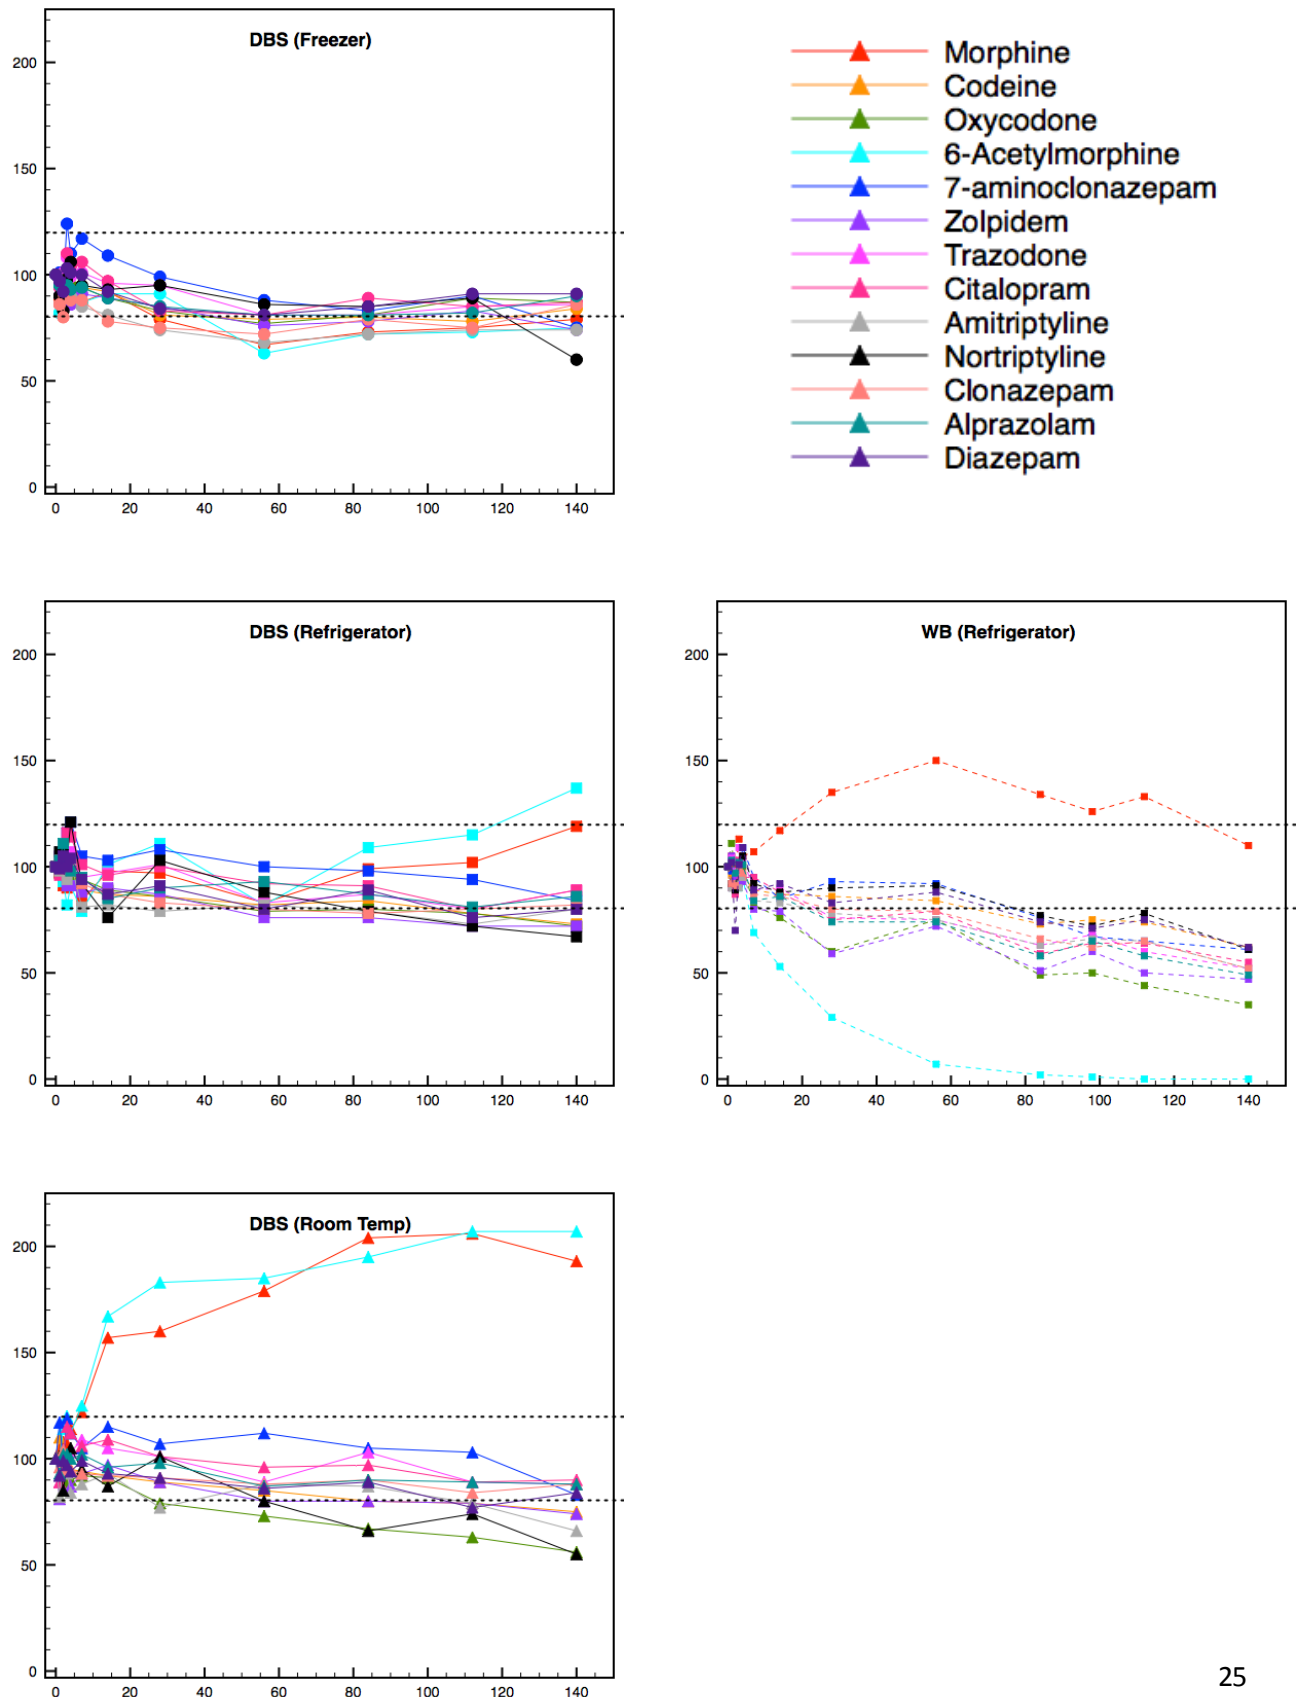 DBS (Freezer)
200
150
100
50
0
0 20 40 60 80 100 120 140
Morphine
Codeine
Oxycodone
6-Acetylmorphine
7-aminoclonazepam
Zolpidem
Trazodone
Citalopram
Amitriptyline
Nortriptyline
Clonazepam
Alprazolam
Diazepam
DBS (Refrigerator)
200
150
100
50
0
0 20 40 60 80 100 120 140
WB (Refrigerator)
200
150
100
50
0
0 20 40 60 80 100 120 140
DBS (Room Temp)
200
150
100
50
0
0 20 40 60 80 100 120 140
25